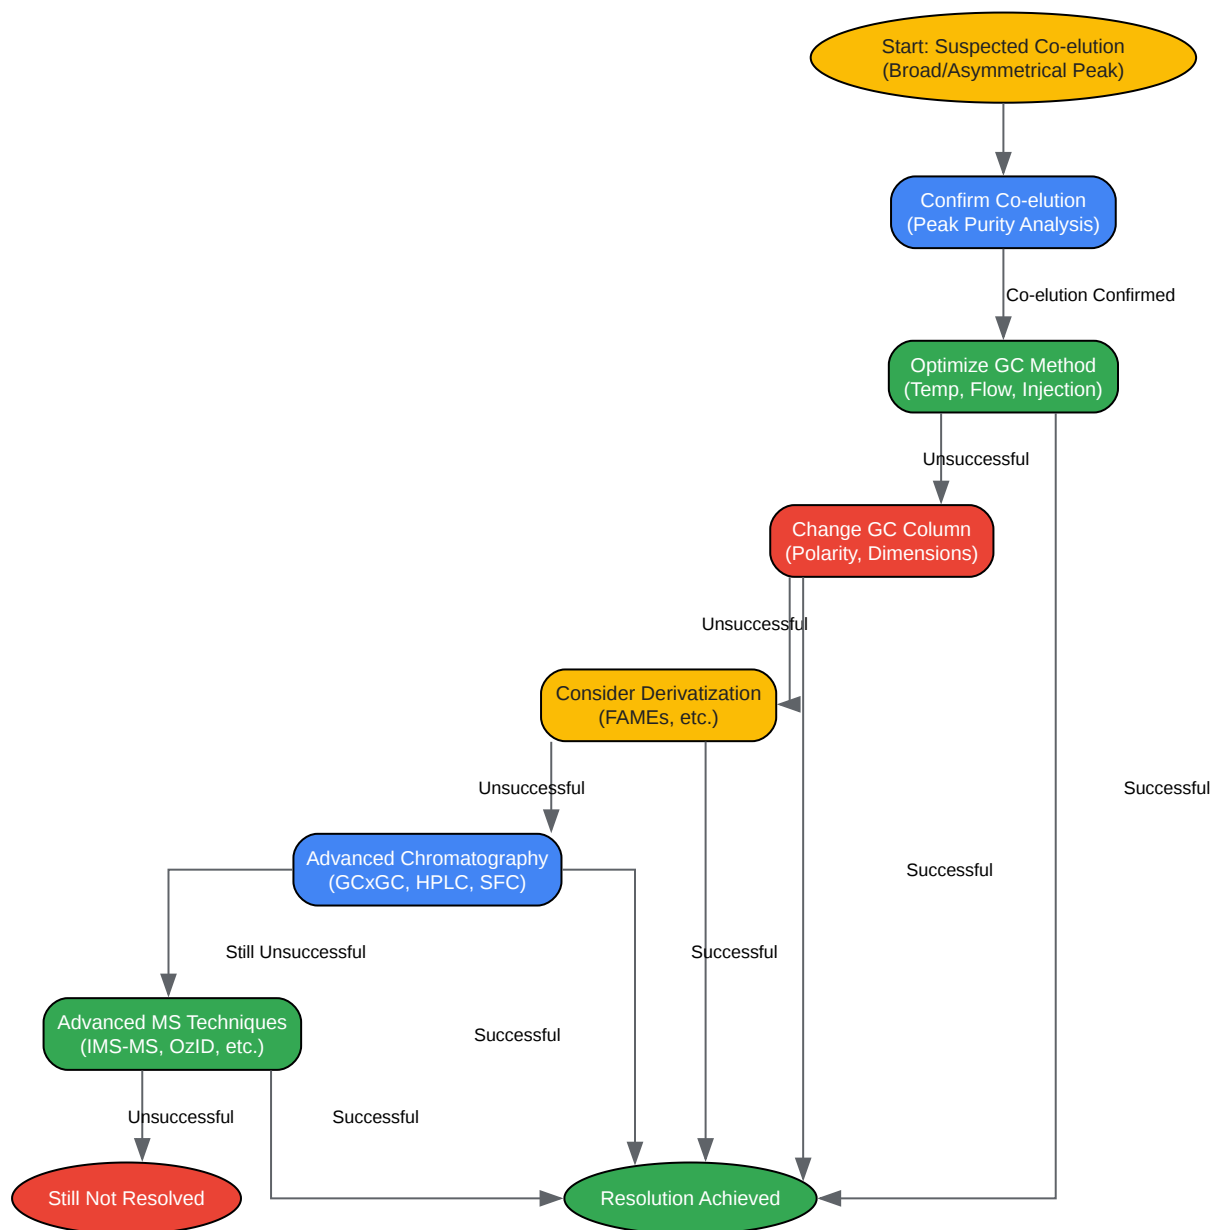 Start: Suspected Co-elution
(Broad/Asymmetrical Peak)
Confirm Co-elution
(Peak Purity Analysis)
Co-elution Confirmed
Optimize GC Method
(Temp, Flow, Injection)
Unsuccessful
Change GC Column
(Polarity, Dimensions)
Unsuccessful
Consider Derivatization
(FAMEs, etc.)
Unsuccessful
Successful
Advanced Chromatography
(GCxGC, HPLC, SFC)
Successful
Still Unsuccessful
Successful
Advanced MS Techniques
(IMS-MS, OzID, etc.)
Successful
Unsuccessful
Successful
Still Not Resolved
Resolution Achieved